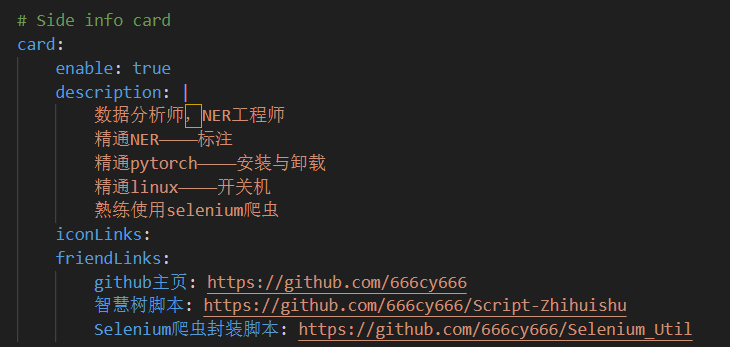 # Side info card
card:
    enable: true
    description: |
        数据分析师，NER工程师
        精通NER————标注
        精通pytorch————安装与卸载
        精通linux————开关机
        熟练使用selenium爬虫
    iconLinks:
    friendLinks:
        github主页: https://github.com/666cy666
        智慧树脚本: https://github.com/666cy666/Script-Zhihuishu
        Selenium爬虫封装脚本: https://github.com/666cy666/Selenium_Util